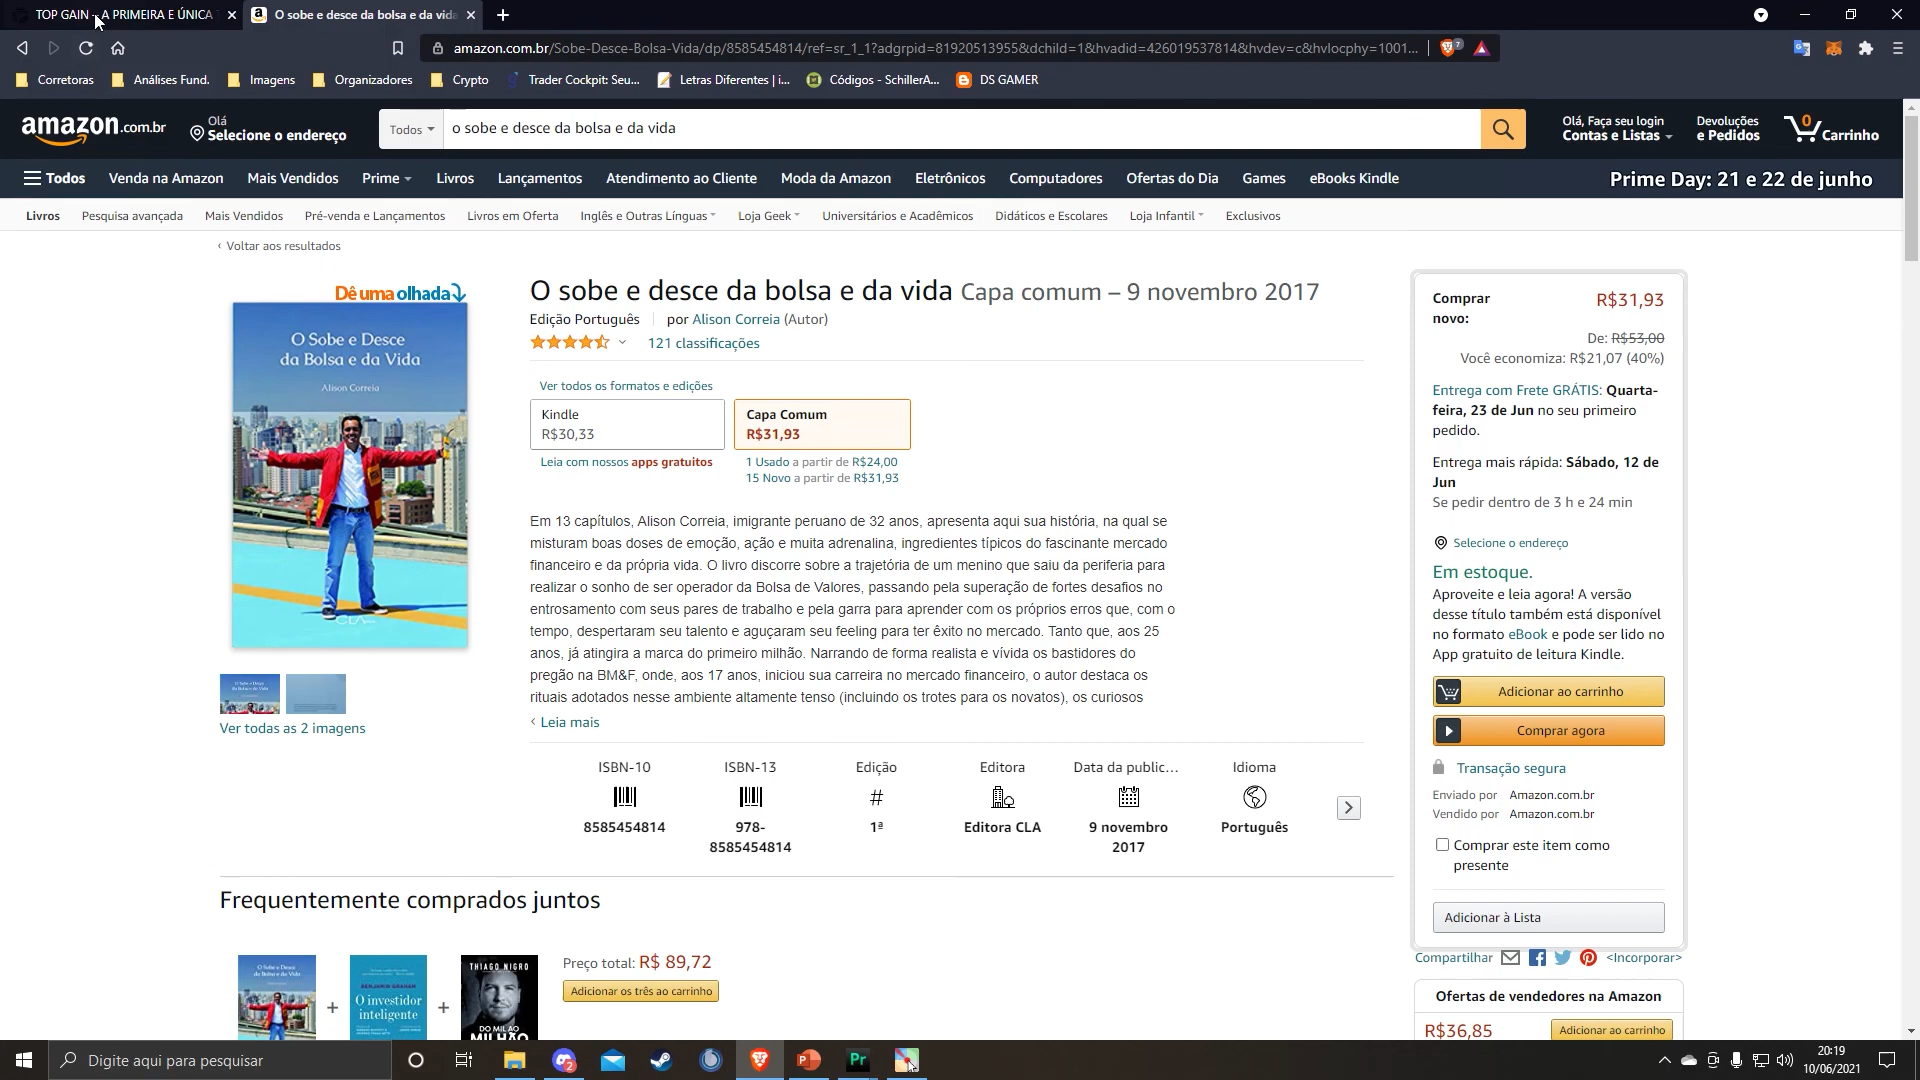 TOP GAIN - A PRIMEIRA E ÚNICA
O sobe e desce da bolsa e da vida
amazon.com.br/Sobe-Desce-Bolsa-Vida/dp/8585454814/ref=sr_1_1?adgrpid=81920513955&dchild=1&hvadid=426019537814&hvdev=c&hvlocphy=1001...
7
Corretoras
Análises Fund.
Imagens
Organizadores
Crypto
Trader Cockpit: Seu...
Letras Diferentes | i...
Códigos - SchillerA...
DS GAMER
amazon.com.br
Olá
Selecione o endereço
Todos
o sobe e desce da bolsa e da vida
Olá, Faça seu login
Contas e Listas
Devoluções
e Pedidos
0
Carrinho
Todos
Venda na Amazon
Mais Vendidos
Prime
Livros
Lançamentos
Atendimento ao Cliente
Moda da Amazon
Eletrônicos
Computadores
Ofertas do Dia
Games
eBooks Kindle
Prime Day: 21 e 22 de junho
Livros
Pesquisa avançada
Mais Vendidos
Pré-venda e Lançamentos
Livros em Oferta
Inglês e Outras Línguas
Loja Geek
Universitários e Acadêmicos
Didáticos e Escolares
Loja Infantil
Exclusivos
‹ Voltar aos resultados
Dê uma olhada
O Sobe e Desce
da Bolsa e da Vida
Alison Correia
CLA
Ver todas as 2 imagens
O sobe e desce da bolsa e da vida Capa comum – 9 novembro 2017
Edição Português | por Alison Correia (Autor)
121 classificações
Ver todos os formatos e edições
Kindle
R$30,33
Capa Comum
R$31,93
Leia com nossos apps gratuitos
1 Usado a partir de R$24,00
15 Novo a partir de R$31,93
Em 13 capítulos, Alison Correia, imigrante peruano de 32 anos, apresenta aqui sua história, na qual se
misturam boas doses de emoção, ação e muita adrenalina, ingredientes típicos do fascinante mercado
financeiro e da própria vida. O livro discorre sobre a trajetória de um menino que saiu da periferia para
realizar o sonho de ser operador da Bolsa de Valores, passando pela superação de fortes desafios no
entrosamento com seus pares de trabalho e pela garra para aprender com os próprios erros que, com o
tempo, despertaram seu talento e aguçaram seu feeling para ter êxito no mercado. Tanto que, aos 25
anos, já atingira a marca do primeiro milhão. Narrando de forma realista e vívida os bastidores do
pregão na BM&F, onde, aos 17 anos, iniciou sua carreira no mercado financeiro, o autor destaca os
rituais adotados nesse ambiente altamente tenso (incluindo os trotes para os novatos), os curiosos
‹ Leia mais
ISBN-10
8585454814
ISBN-13
978-
8585454814
Edição
#
1ª
Editora
Editora CLA
Data da public...
9 novembro
2017
Idioma
Português
Comprar
novo:
R$31,93
De: R$53,00
Você economiza: R$21,07 (40%)
Entrega com Frete GRÁTIS: Quarta-
feira, 23 de Jun no seu primeiro
pedido.
Entrega mais rápida: Sábado, 12 de
Jun
Se pedir dentro de 3 h e 24 min
Selecione o endereço
Em estoque.
Aproveite e leia agora! A versão
desse título também está disponível
no formato eBook e pode ser lido no
App gratuito de leitura Kindle.
Adicionar ao carrinho
Comprar agora
Transação segura
Enviado por Amazon.com.br
Vendido por Amazon.com.br
Comprar este item como
presente
Adicionar à Lista
Compartilhar
<Incorporar>
Ofertas de vendedores na Amazon
R$36,85
Adicionar ao carrinho
Frequentemente comprados juntos
O Sobe e Desce
da Bolsa e da Vida
+
BENJAMIN GRAHAM
O investidor
inteligente
+
THIAGO NIGRO
DO MIL AO
MILHÃO
Preço total: R$ 89,72
Adicionar os três ao carrinho
Digite aqui para pesquisar
2
P
Pr
20:19
10/06/2021